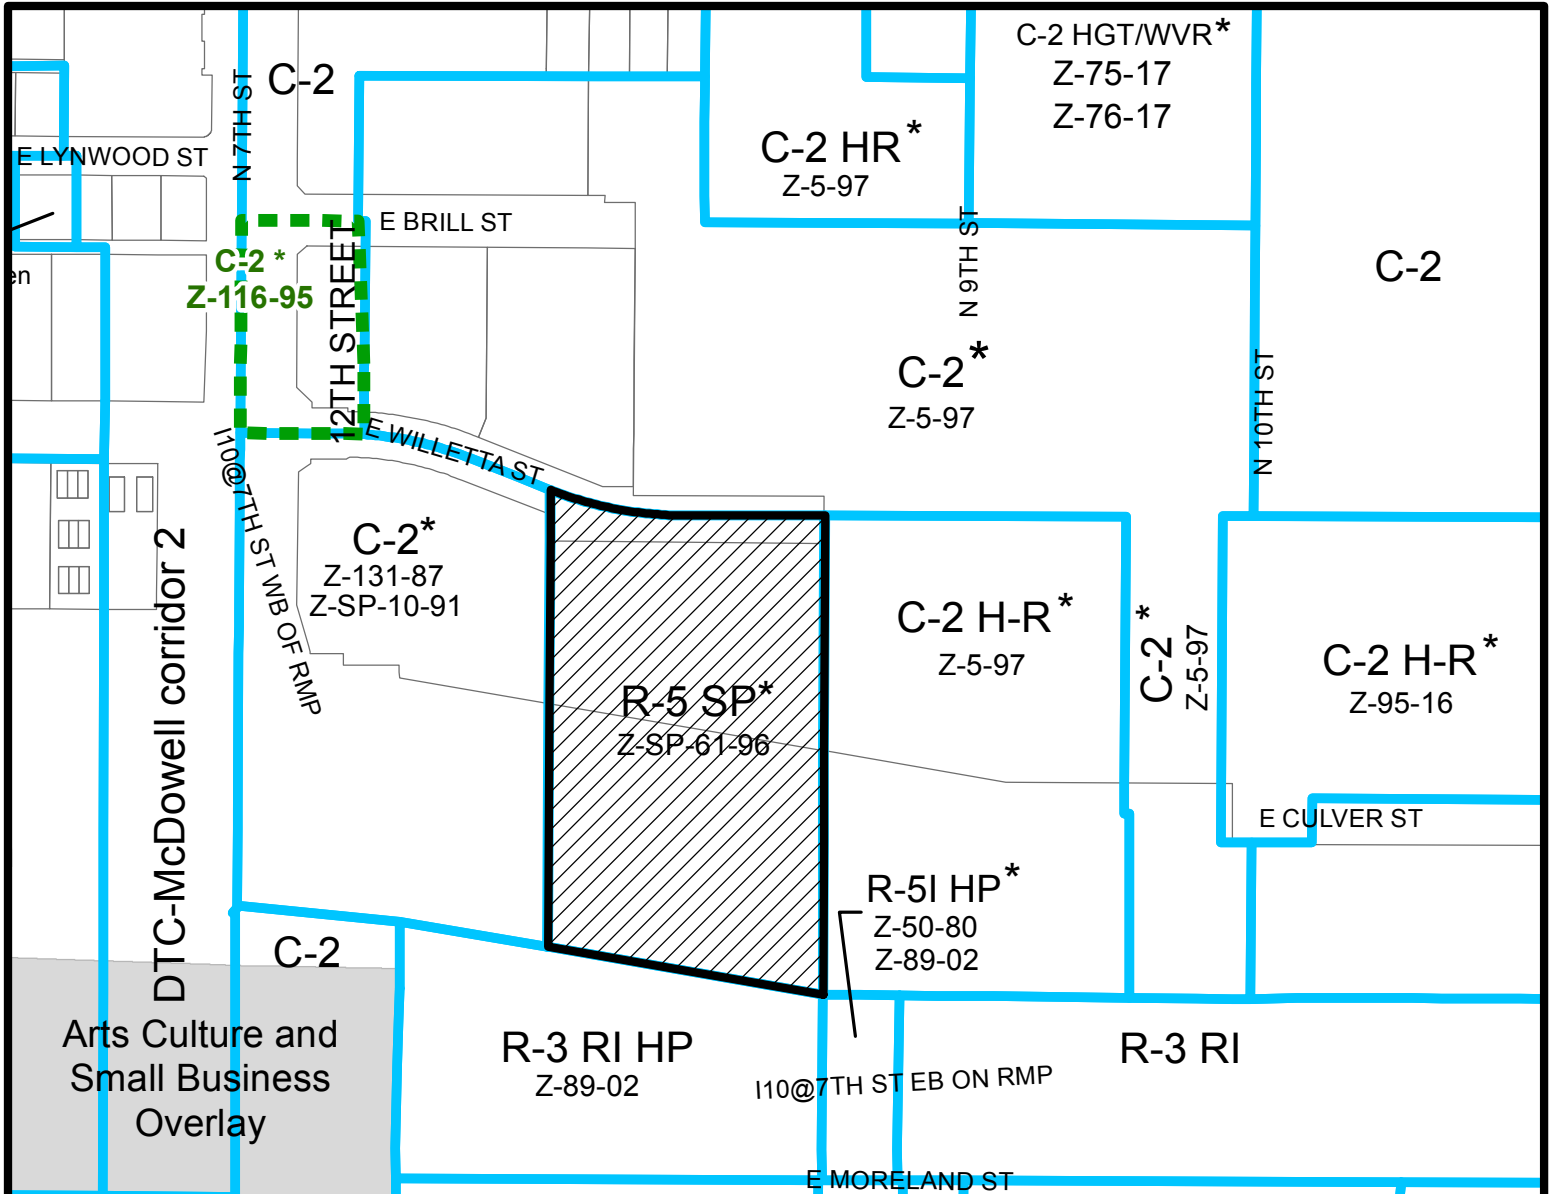 C-2 HGT/WVR*
Z-75-17
Z-76-17
C-2
N 7TH ST
C-2 HR*
Z-5-97
E LYNWOOD ST
E BRILL ST
N 9TH ST
C-2 *
Z-116-95
12TH STREET
en
C-2
C-2*
Z-5-97
N 10TH ST
E WILLETTA ST
I10@7TH ST WB OF RMP
C-2*
Z-131-87
Z-SP-10-91
DTC-McDowell corridor 2
R-5 SP*
Z-SP-61-96
C-2 H-R*
Z-5-97
C-2*
Z-5-97
C-2 H-R*
Z-95-16
E CULVER ST
R-5I HP*
Z-50-80
Z-89-02
C-2
Arts Culture and
Small Business
Overlay
R-3 RI HP
Z-89-02
R-3 RI
I10@7TH ST EB ON RMP
E MORELAND ST